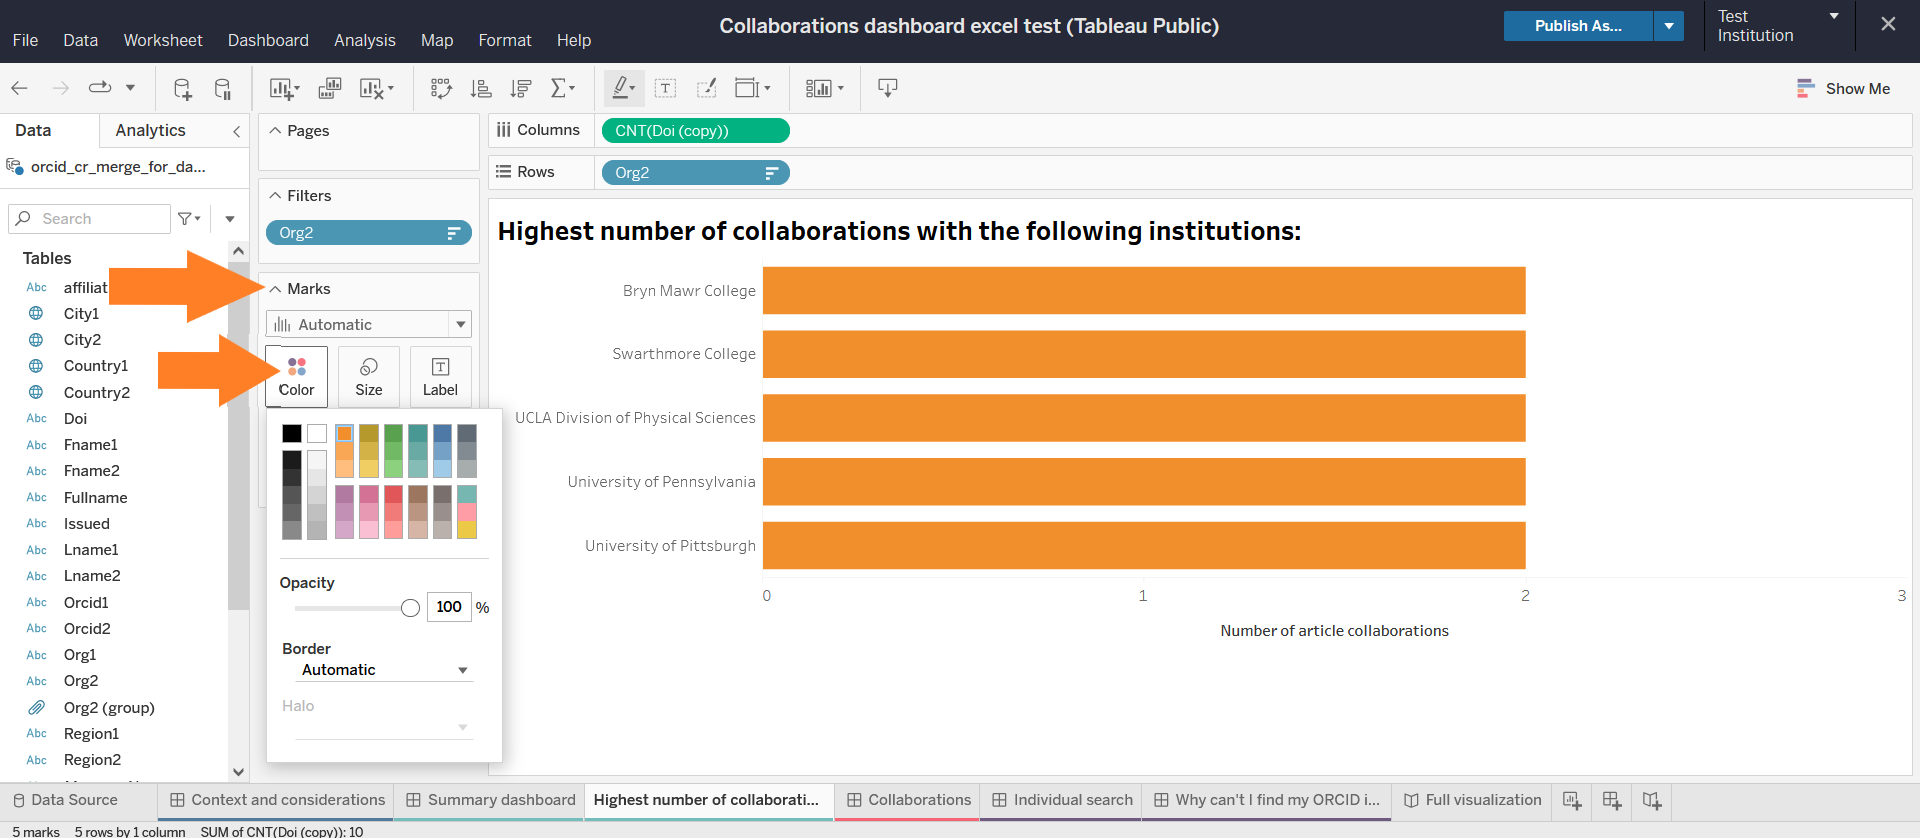 Collaborations dashboard excel test (Tableau Public)
Publish As...
Test
Institution
File Data Worksheet Dashboard Analysis Map Format Help
Show Me
Data
Analytics
orcid_cr_merge_for_da...
Search
Tables
Abc affiliat
City1
City2
Country1
Country2
Abc Doi
Abc Fname1
Abc Fname2
Abc Fullname
Abc Issued
Abc Lname1
Abc Lname2
Abc Orcid1
Abc Orcid2
Abc Org1
Abc Org2
Org2 (group)
Abc Region1
Abc Region2
Pages
Filters
Org2
Marks
Automatic
Color
Size
T
Label
Opacity
100 %
Border
Automatic
Halo
Columns
CNT(Doi (copy))
Rows
Org2
Highest number of collaborations with the following institutions:
Bryn Mawr College
Swarthmore College
UCLA Division of Physical Sciences
University of Pennsylvania
University of Pittsburgh
0 1 2 3
Number of article collaborations
Data Source
Context and considerations
Summary dashboard
Highest number of collaborati...
Collaborations
Individual search
Why can't I find my ORCID i...
Full visualization
5 marks 5 rows by 1 column SUM of CNT(Doi (copy)): 10